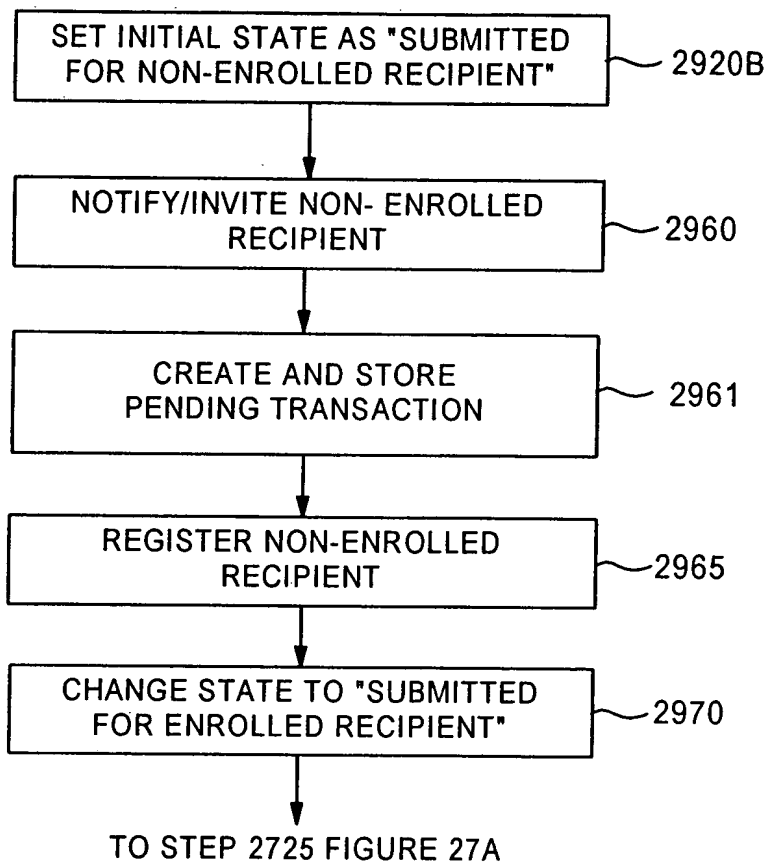 SET INITIAL STATE AS "SUBMITTED
FOR NON-ENROLLED RECIPIENT"
2920B
NOTIFY/INVITE NON- ENROLLED
RECIPIENT
2960
CREATE AND STORE
PENDING TRANSACTION
2961
REGISTER NON-ENROLLED
RECIPIENT
2965
CHANGE STATE TO "SUBMITTED
FOR ENROLLED RECIPIENT"
2970
TO STEP 2725 FIGURE 27A